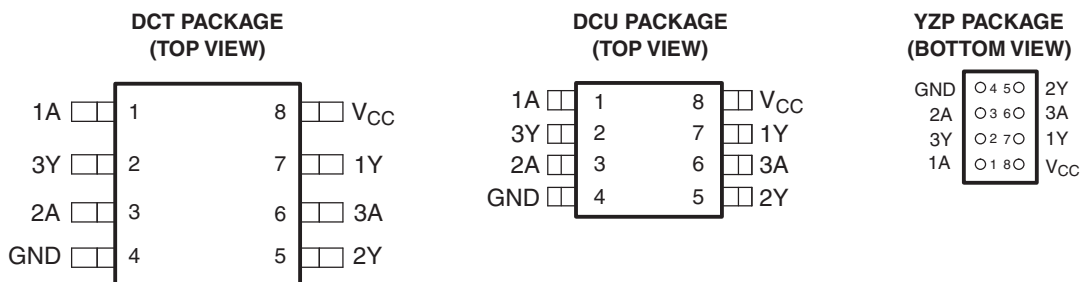 DCT PACKAGE
(TOP VIEW)
1A 1 8 VCC
3Y 2 7 1Y
2A 3 6 3A
GND 4 5 2Y
DCU PACKAGE
(TOP VIEW)
1A 1 8 VCC
3Y 2 7 1Y
2A 3 6 3A
GND 4 5 2Y
YZP PACKAGE
(BOTTOM VIEW)
GND 4 5 2Y
2A 3 6 3A
3Y 2 7 1Y
1A 1 8 VCC